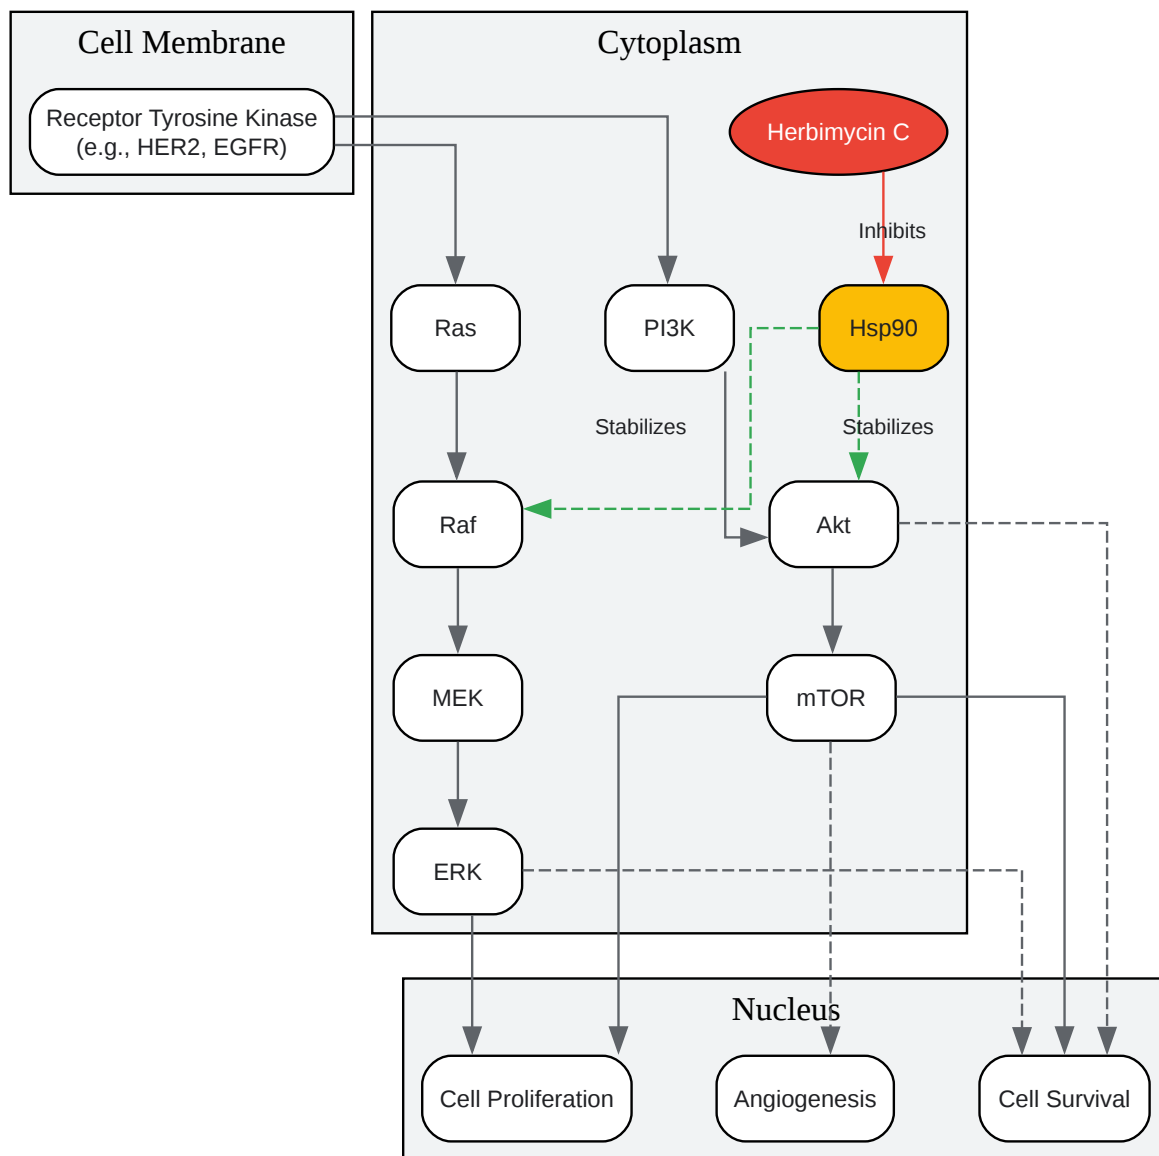 Cell Membrane
Cytoplasm
Receptor Tyrosine Kinase
(e.g., HER2, EGFR)
Herbimycin C
Inhibits
Ras
PI3K
Hsp90
Stabilizes
Stabilizes
Raf
Akt
MEK
mTOR
ERK
Nucleus
Cell Proliferation
Angiogenesis
Cell Survival